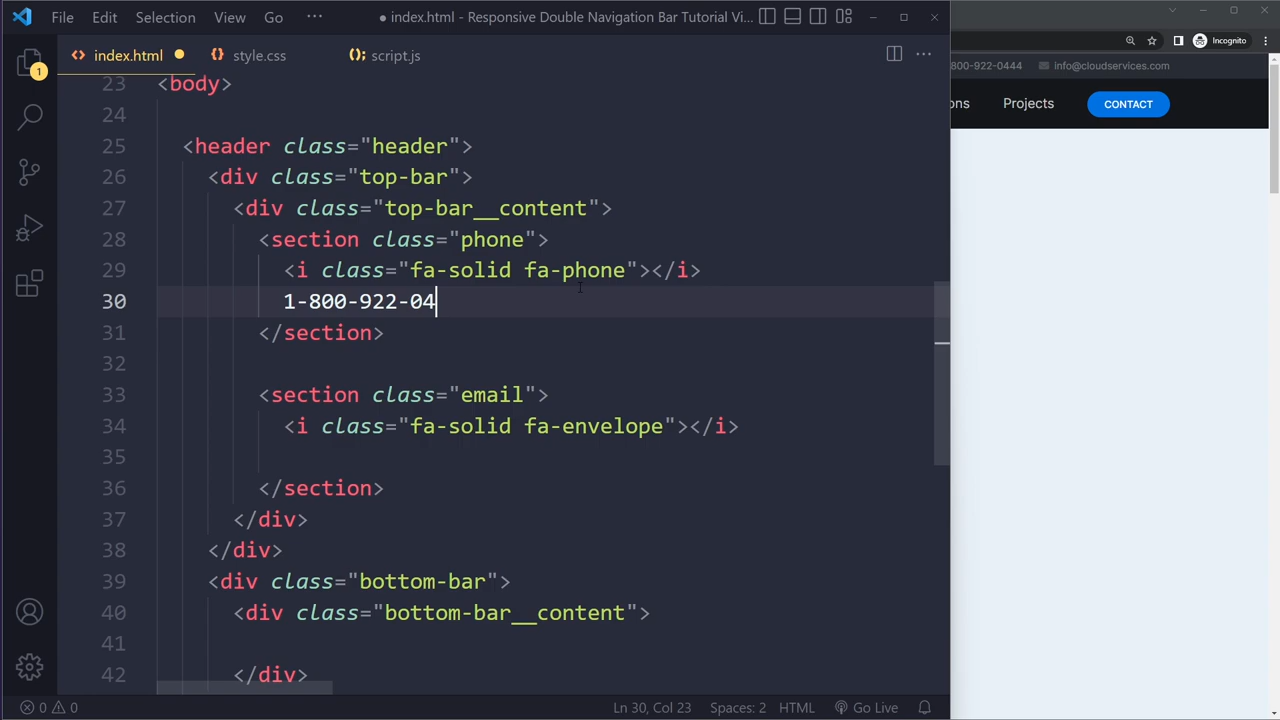 File Edit Selection View Go ··· ● index.html - Responsive Double Navigation Bar Tutorial Vi...
index.html style.css script.js ···
1
23 <body>
24
25 <header class="header">
26 <div class="top-bar">
27 <div class="top-bar__content">
28 <section class="phone">
29 <i class="fa-solid fa-phone"></i>
30 1-800-922-04
31 </section>
32
33 <section class="email">
34 <i class="fa-solid fa-envelope"></i>
35
36 </section>
37 </div>
38 </div>
39 <div class="bottom-bar">
40 <div class="bottom-bar__content">
41
42 </div>
0 0 Ln 30, Col 23 Spaces: 2 HTML Go Live
Incognito
800-922-0444 info@cloudservices.com
ons Projects CONTACT